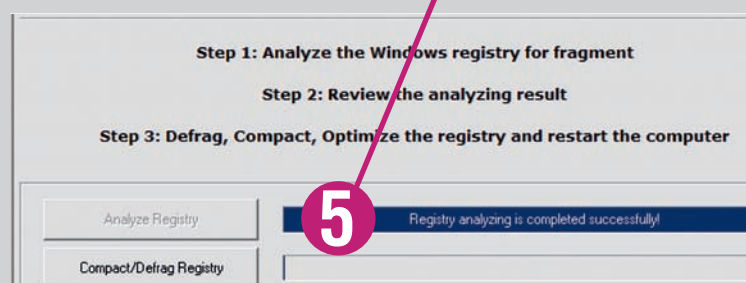 Step 1: Analyze the Windows registry for fragment
Step 2: Review the analyzing result
Step 3: Defrag, Compact, Optimize the registry and restart the computer
Analyze Registry
5
Registry analyzing is completed successfully!
Compact/Defrag Registry